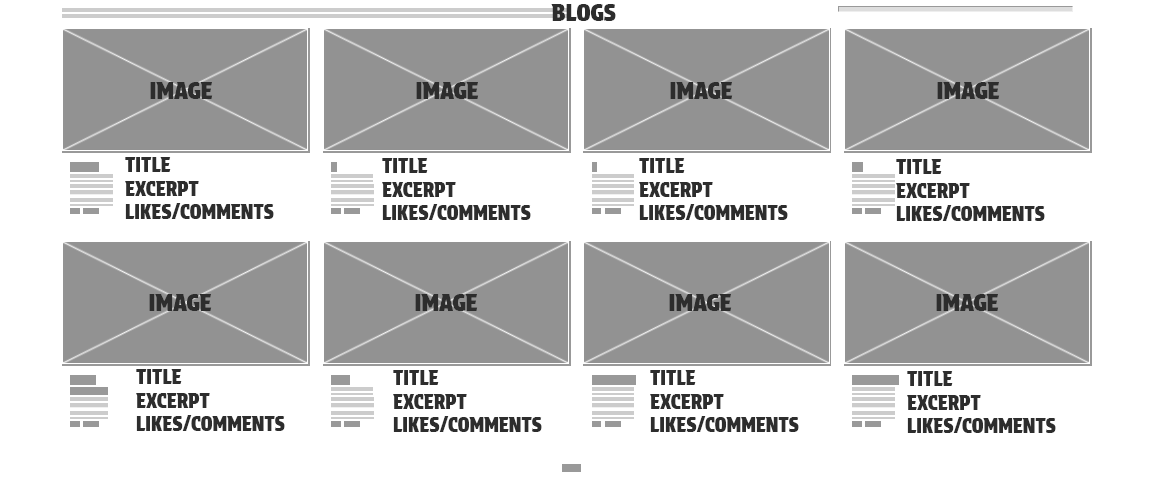 BLOGS
IMAGE IMAGE IMAGE IMAGE
TITLE TITLE TITLE TITLE
EXCERPT EXCERPT EXCERPT EXCERPT
LIKES/COMMENTS LIKES/COMMENTS LIKES/COMMENTS LIKES/COMMENTS
IMAGE IMAGE IMAGE IMAGE
TITLE TITLE TITLE TITLE
EXCERPT EXCERPT EXCERPT EXCERPT
LIKES/COMMENTS LIKES/COMMENTS LIKES/COMMENTS LIKES/COMMENTS